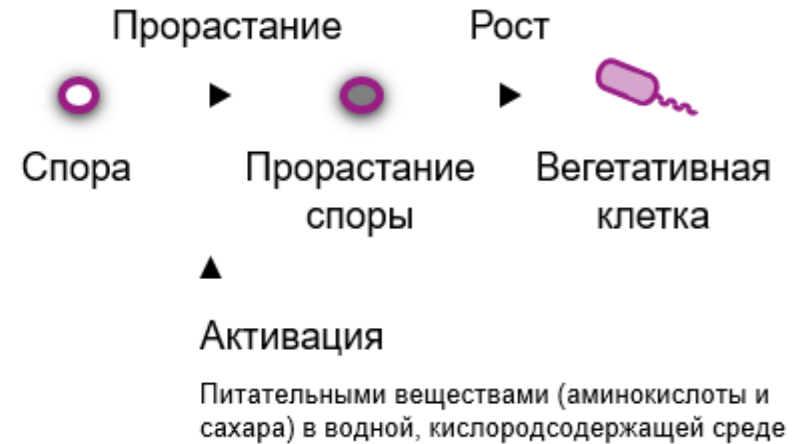 Прорастание Рост
Спора Прорастание споры Вегетативная клетка
Активация
Питательными веществами (аминокислоты и
сахара) в водной, кислородсодержащей среде